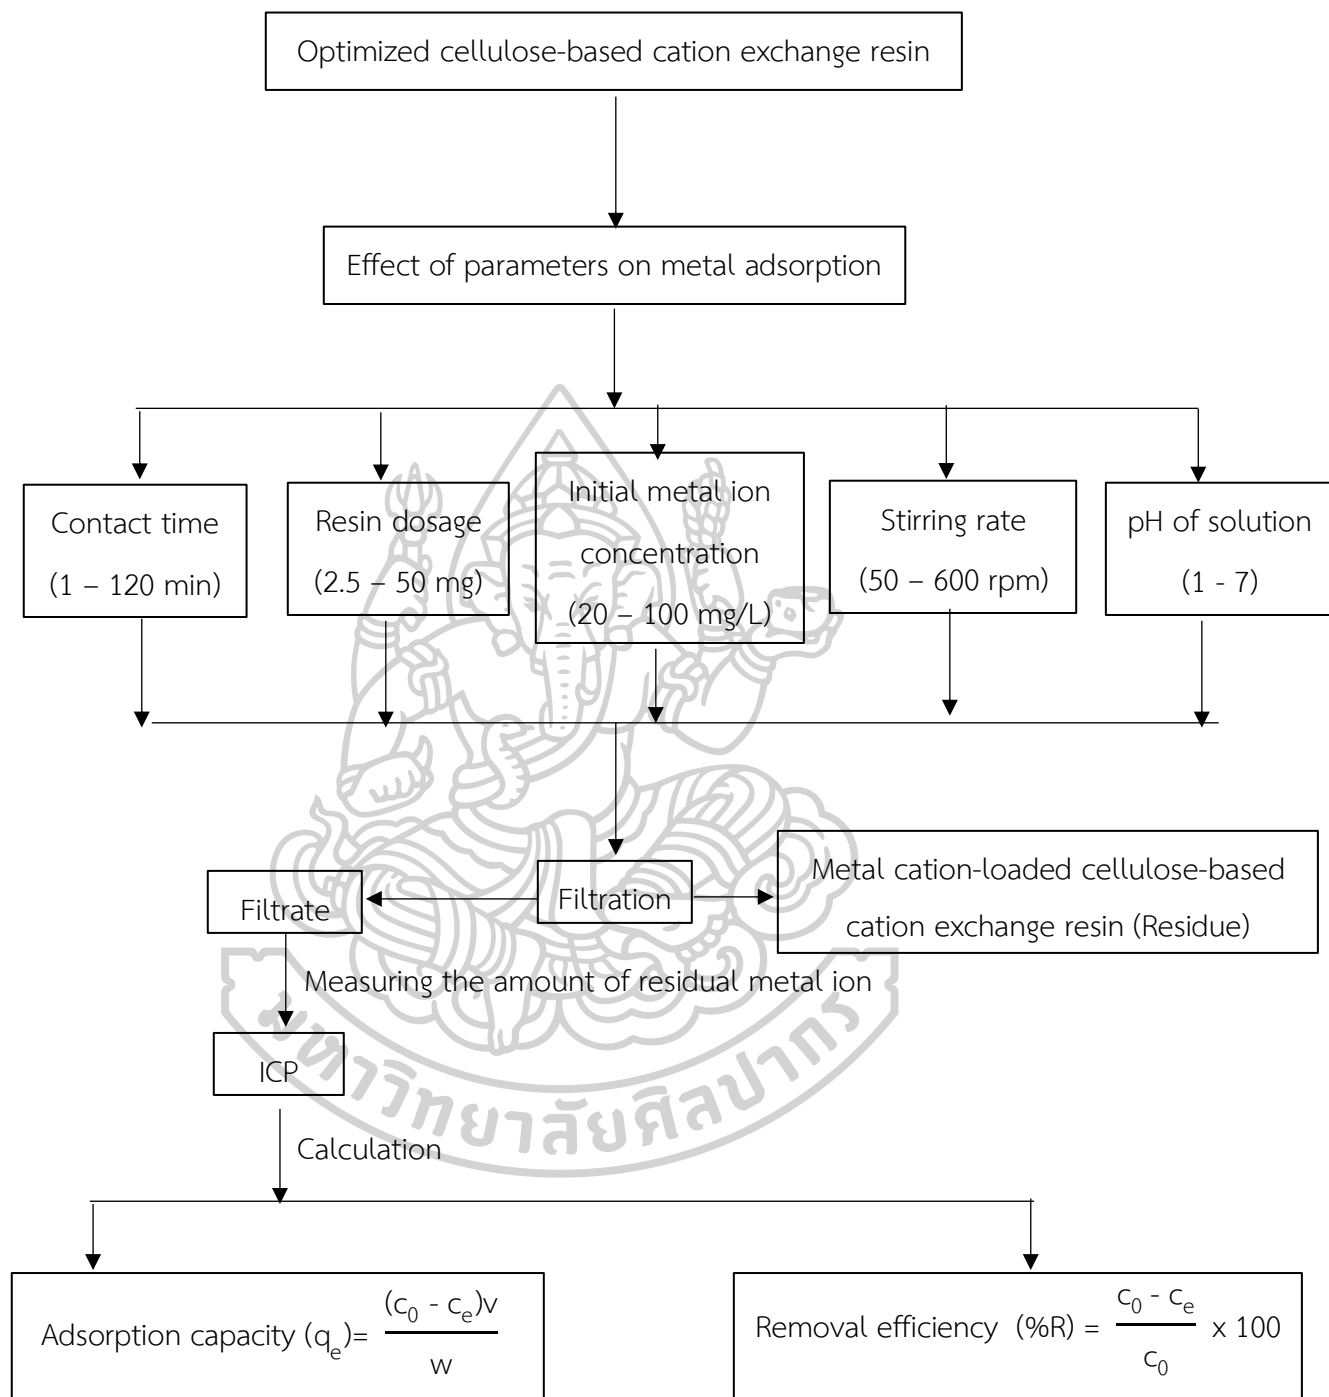 Optimized cellulose-based cation exchange resin
Effect of parameters on metal adsorption
Contact time
(1 – 120 min)
Resin dosage
(2.5 – 50 mg)
Initial metal ion
concentration
(20 – 100 mg/L)
Stirring rate
(50 – 600 rpm)
pH of solution
(1 - 7)
Filtrate
Filtration
Metal cation-loaded cellulose-based
cation exchange resin (Residue)
Measuring the amount of residual metal ion
ICP
มหาวิทยาลัยศิลปากร
Calculation
Adsorption capacity (qₑ)= (c₀ - cₑ)v
w
Removal efficiency (%R) = c₀ - cₑ x 100
c₀